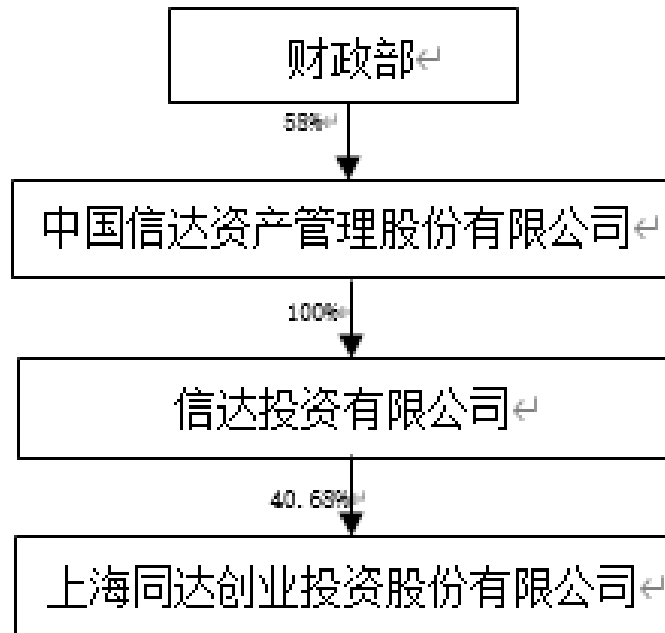 财政部
58%
中国信达资产管理股份有限公司
100%
信达投资有限公司
40.68%
上海同达创业投资股份有限公司